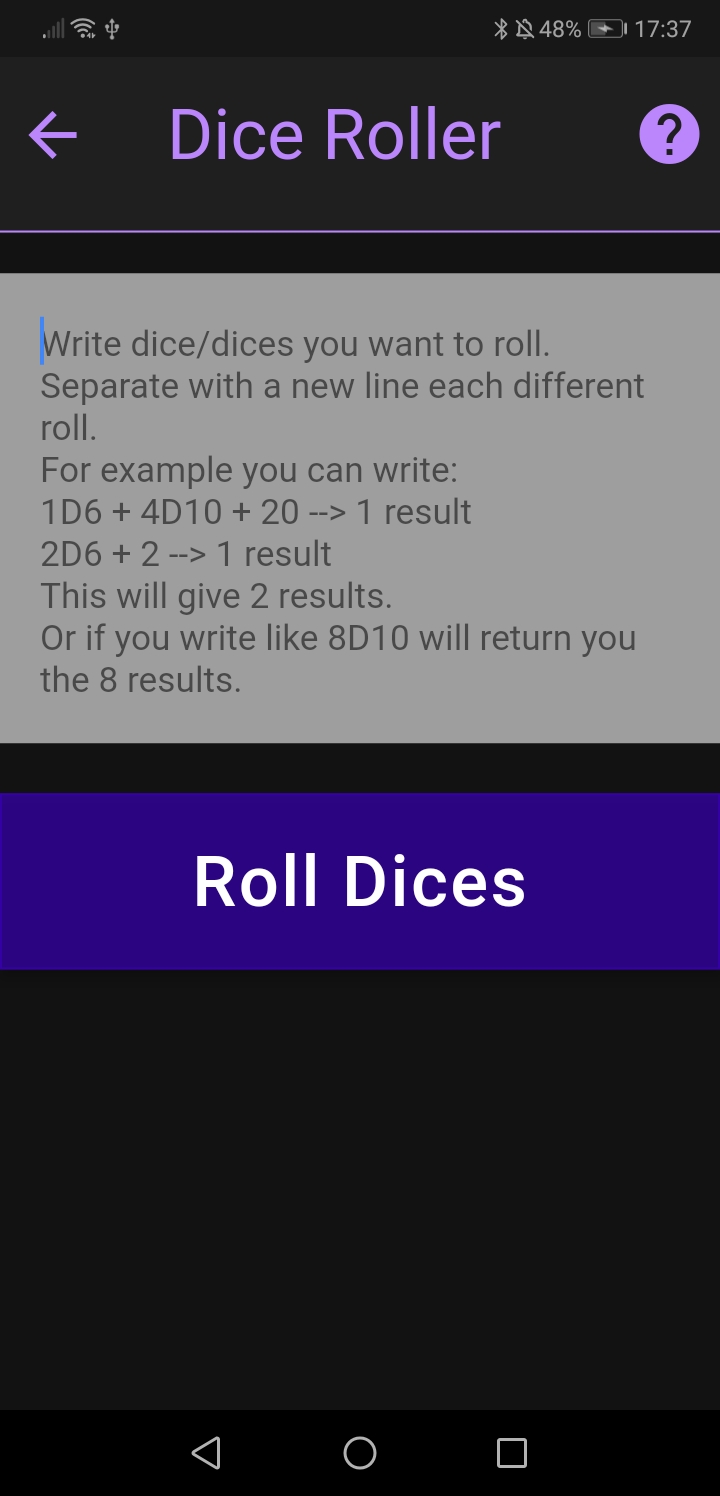 48% 17:37
Dice Roller
Write dice/dices you want to roll.
Separate with a new line each different
roll.
For example you can write:
1D6 + 4D10 + 20 --> 1 result
2D6 + 2 --> 1 result
This will give 2 results.
Or if you write like 8D10 will return you
the 8 results.
Roll Dices